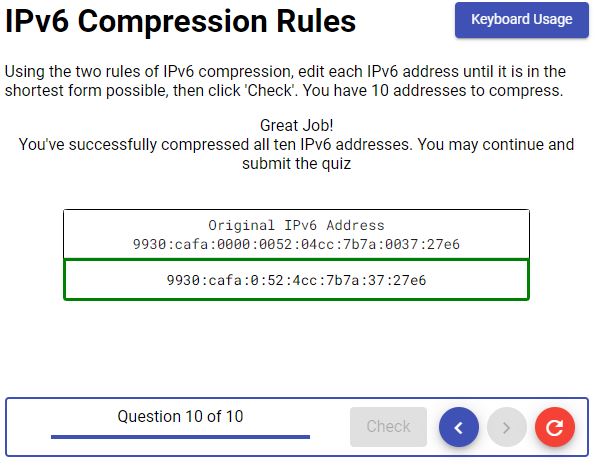 IPv6 Compression Rules
Keyboard Usage
Using the two rules of IPv6 compression, edit each IPv6 address until it is in the
shortest form possible, then click 'Check'. You have 10 addresses to compress.
Great Job!
You've successfully compressed all ten IPv6 addresses. You may continue and
submit the quiz
Original IPv6 Address
9930:cafa:0000:0052:04cc:7b7a:0037:27e6
9930:cafa:0:52:4cc:7b7a:37:27e6
Question 10 of 10
Check